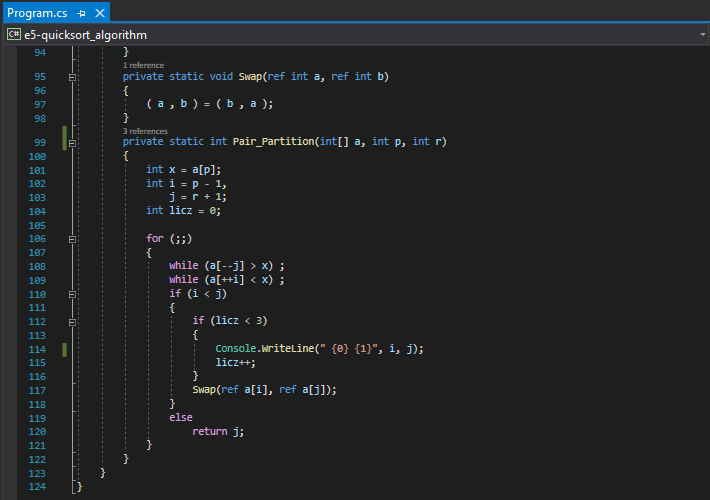 Program.cs
C# e5-quicksort_algorithm
94 }
1 reference
95 private static void Swap(ref int a, ref int b)
96 {
97 ( a , b ) = ( b , a );
98 }
3 references
99 private static int Pair_Partition(int[] a, int p, int r)
100 {
101 int x = a[p];
102 int i = p - 1,
103 j = r + 1;
104 int licz = 0;
105
106 for (;;)
107 {
108 while (a[--j] > x) ;
109 while (a[++i] < x) ;
110 if (i < j)
111 {
112 if (licz < 3)
113 {
114 Console.WriteLine(" {0} {1}", i, j);
115 licz++;
116 }
117 Swap(ref a[i], ref a[j]);
118 }
119 else
120 return j;
121 }
122 }
123 }
124 }